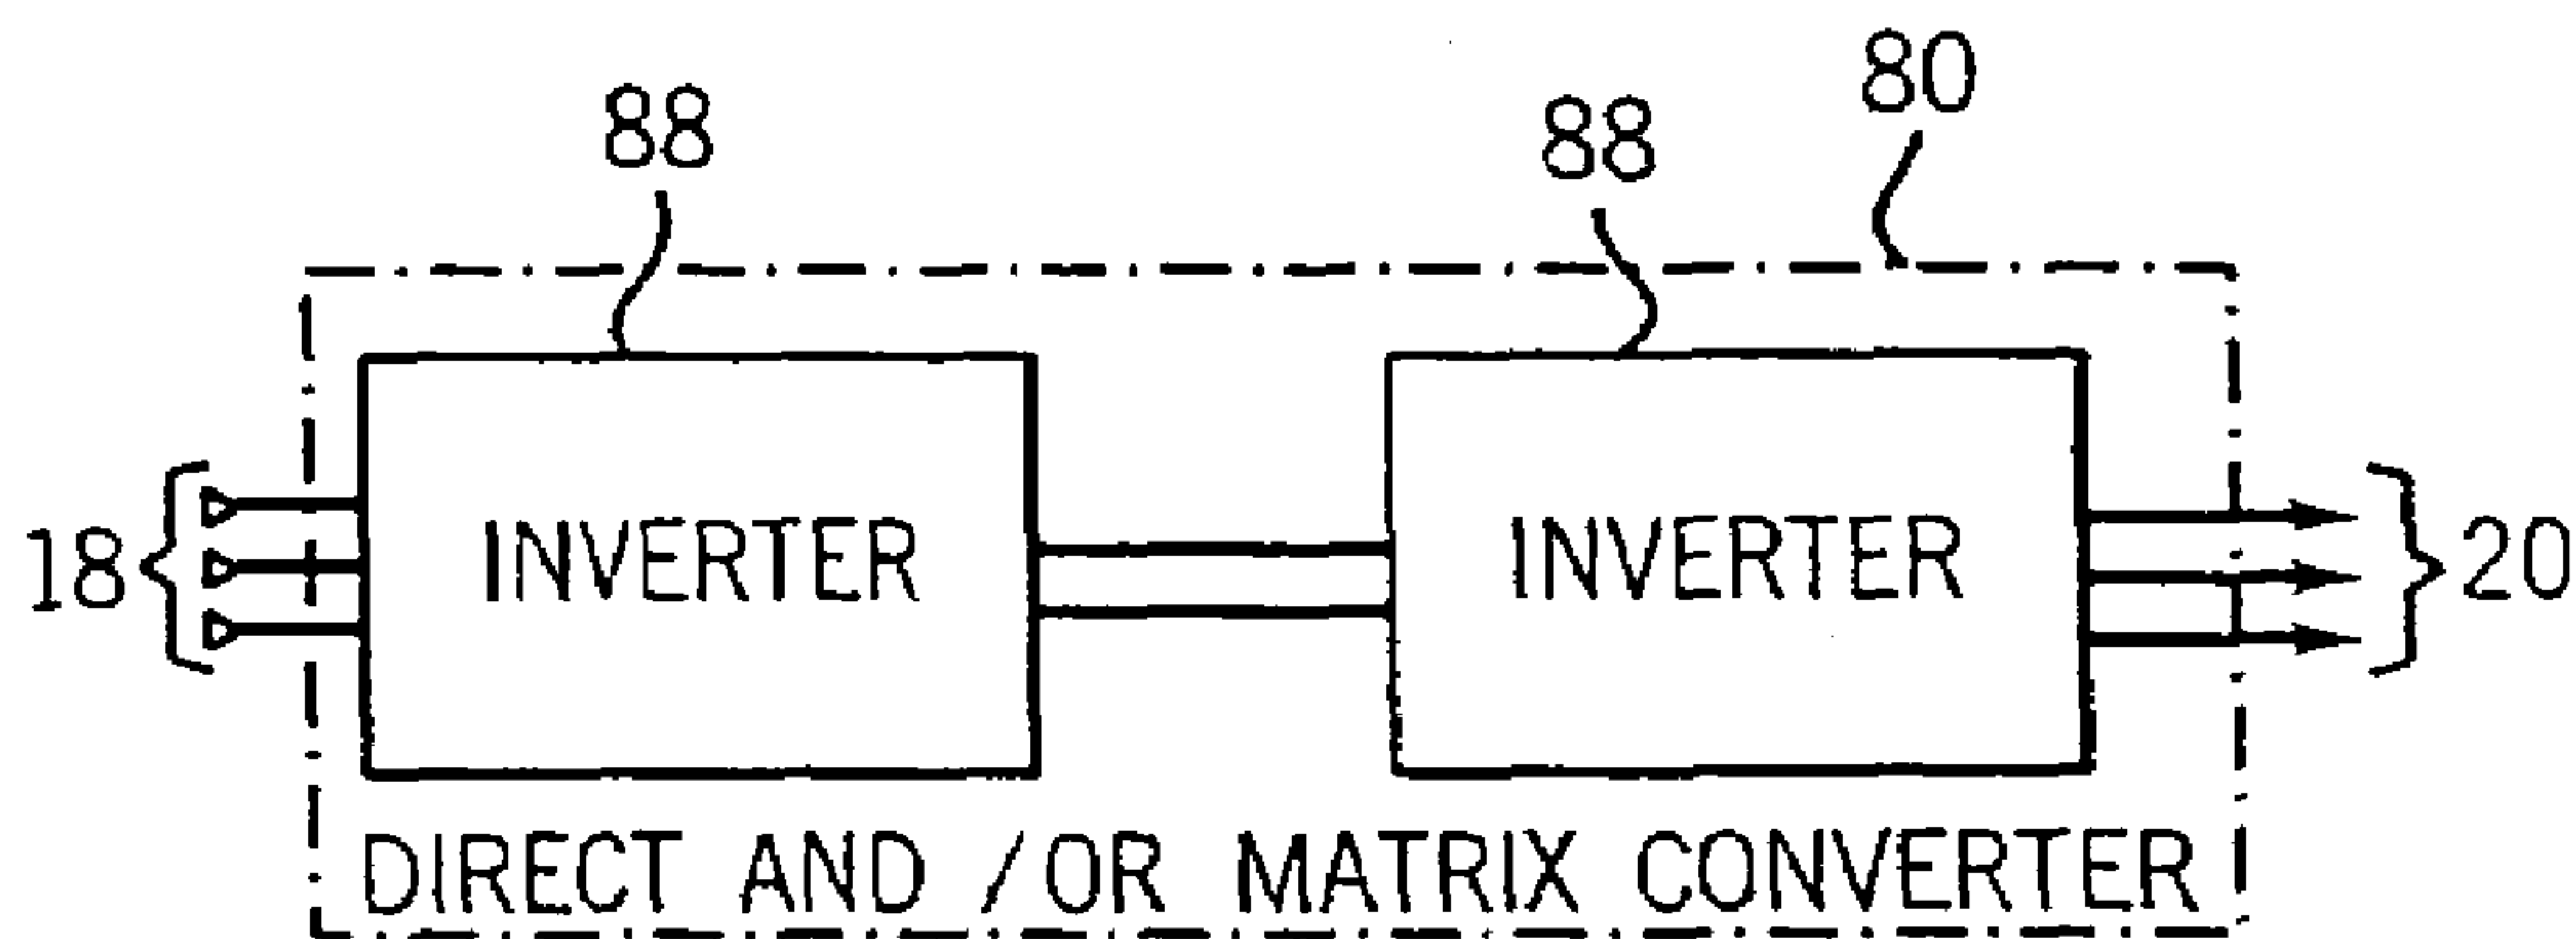 88
88
80
18
INVERTER
INVERTER
20
DIRECT AND /OR MATRIX CONVERTER